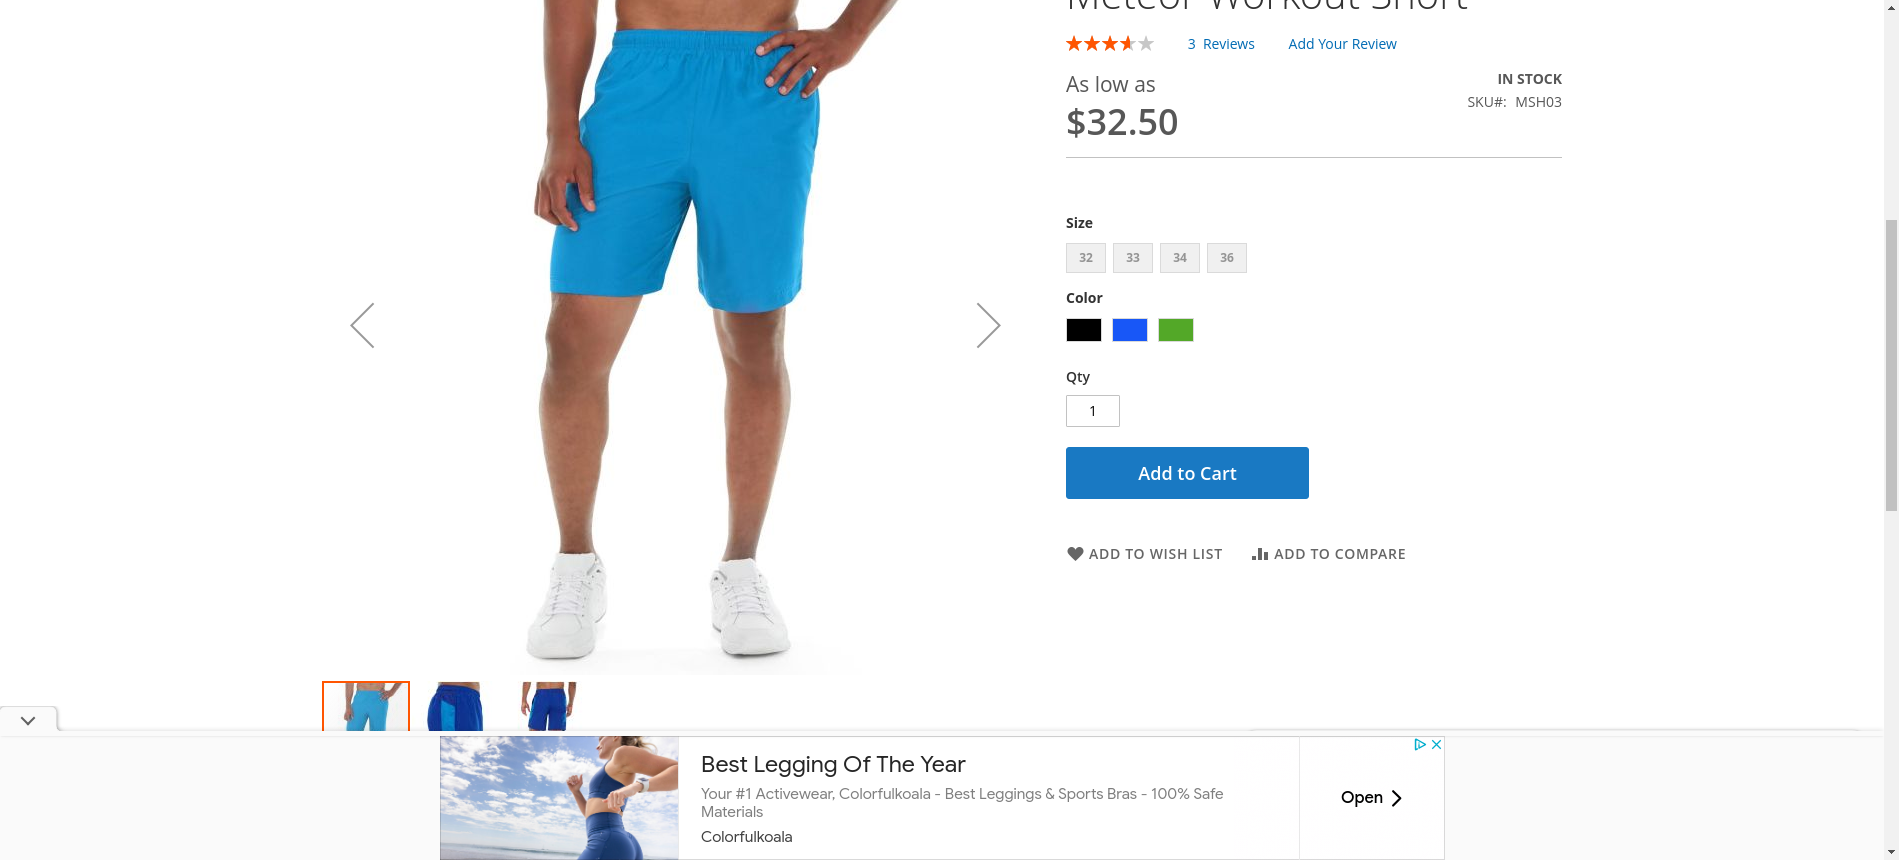 Meteor Workout Short
3 Reviews Add Your Review
As low as
$32.50
IN STOCK
SKU#: MSH03
Size
32 33 34 36
Color
Qty
1
Add to Cart
ADD TO WISH LIST ADD TO COMPARE
Best Legging Of The Year
Your #1 Activewear, Colorfulkoala - Best Leggings & Sports Bras - 100% Safe
Materials
Colorfulkoala
Open